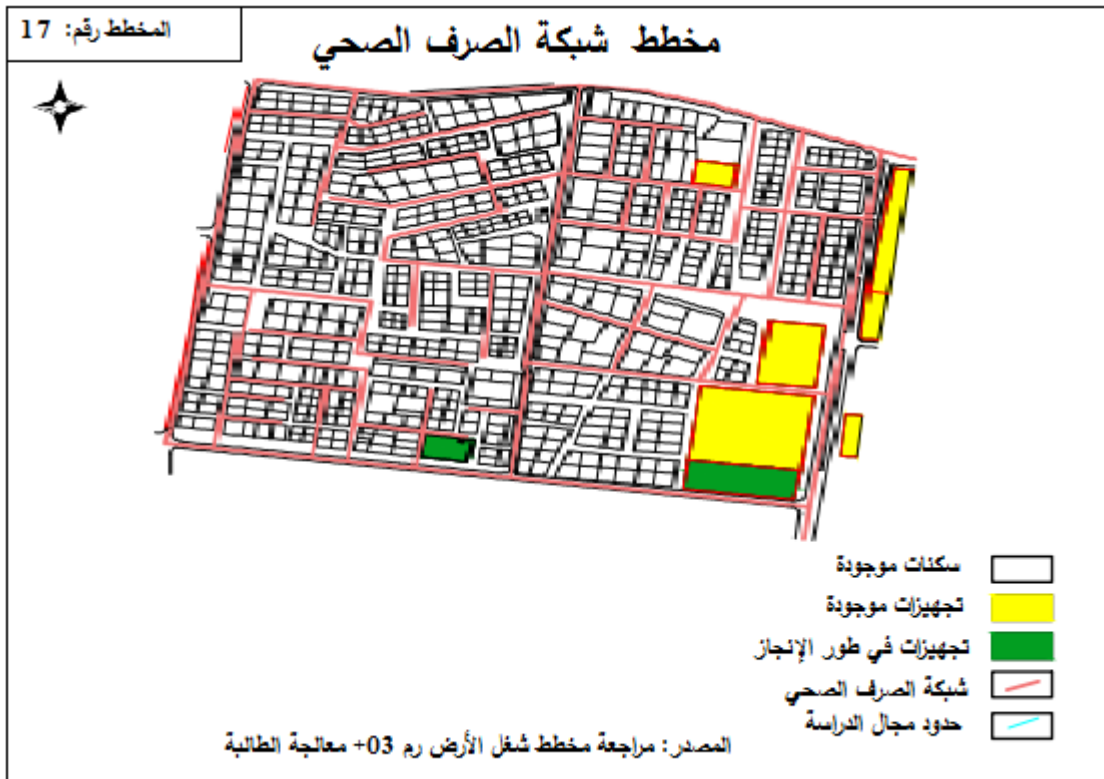 المخطط رقم: 17
مخطط شبكة الصرف الصحي
سكنات موجودة
تجهيزات موجودة
تجهيزات في طور الإنجاز
شبكة الصرف الصحي
حدود مجال الدراسة
المصدر: مراجعة مخطط شغل الأرض رم 03+ معالجة الطالبة